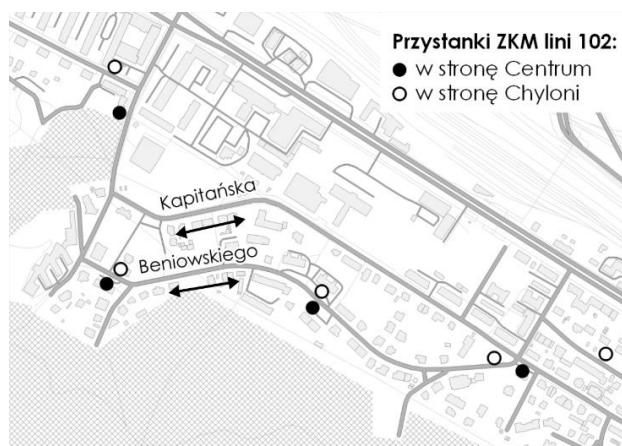 Przystanki ZKM lini 102:
w stronę Centrum
w stronę Chyloni
Kapitańska
Beniowskiego